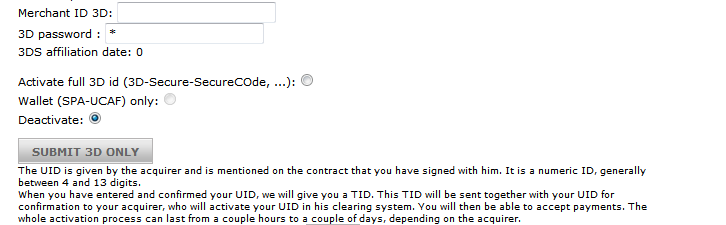 Merchant ID 3D:
3D password : *
3DS affiliation date: 0
Activate full 3D id (3D-Secure-SecureCOde, ...):
Wallet (SPA-UCAF) only:
Deactivate:
SUBMIT 3D ONLY
The UID is given by the acquirer and is mentioned on the contract that you have signed with him. It is a numeric ID, generally
between 4 and 13 digits.
When you have entered and confirmed your UID, we will give you a TID. This TID will be sent together with your UID for
confirmation to your acquirer, who will activate your UID in his clearing system. You will then be able to accept payments. The
whole activation process can last from a couple hours to a couple of days, depending on the acquirer.